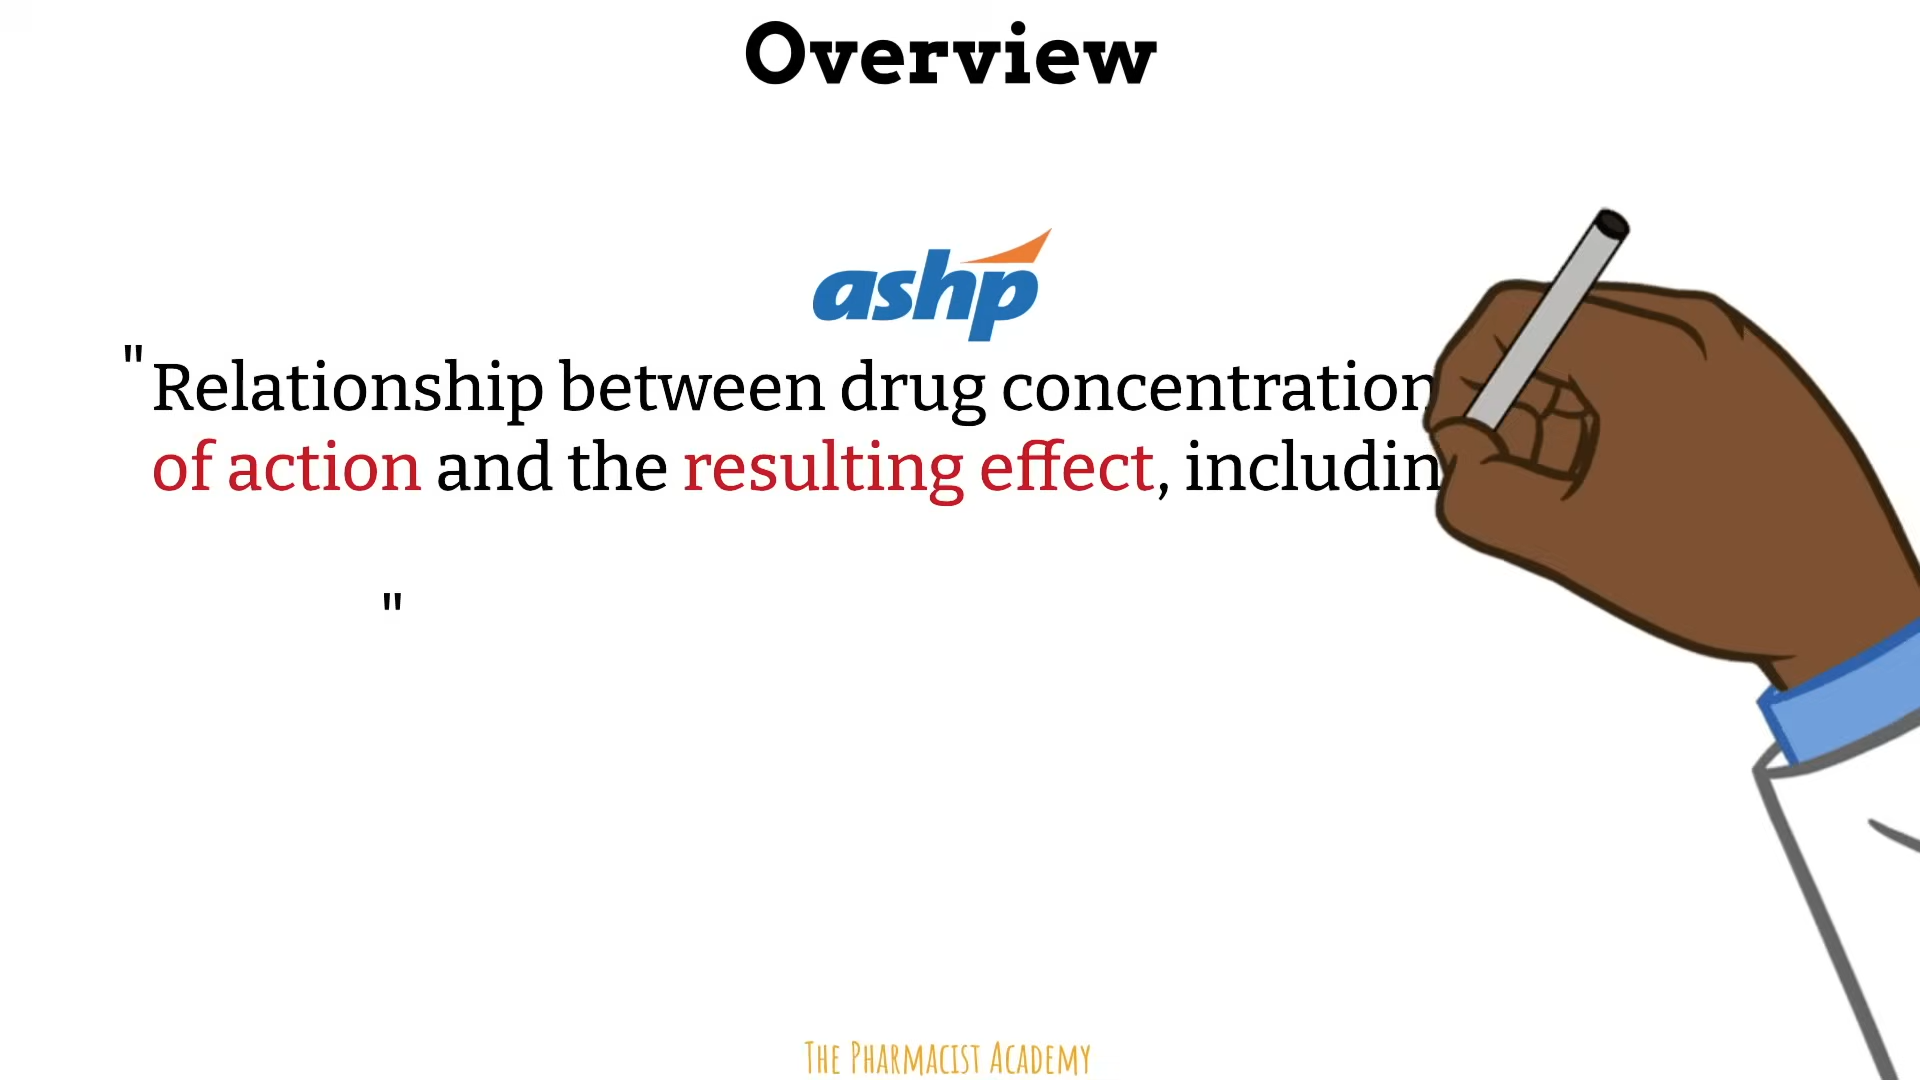 Overview
ashp
"Relationship between drug concentration
of action and the resulting effect, includin
"
The Pharmacist Academy